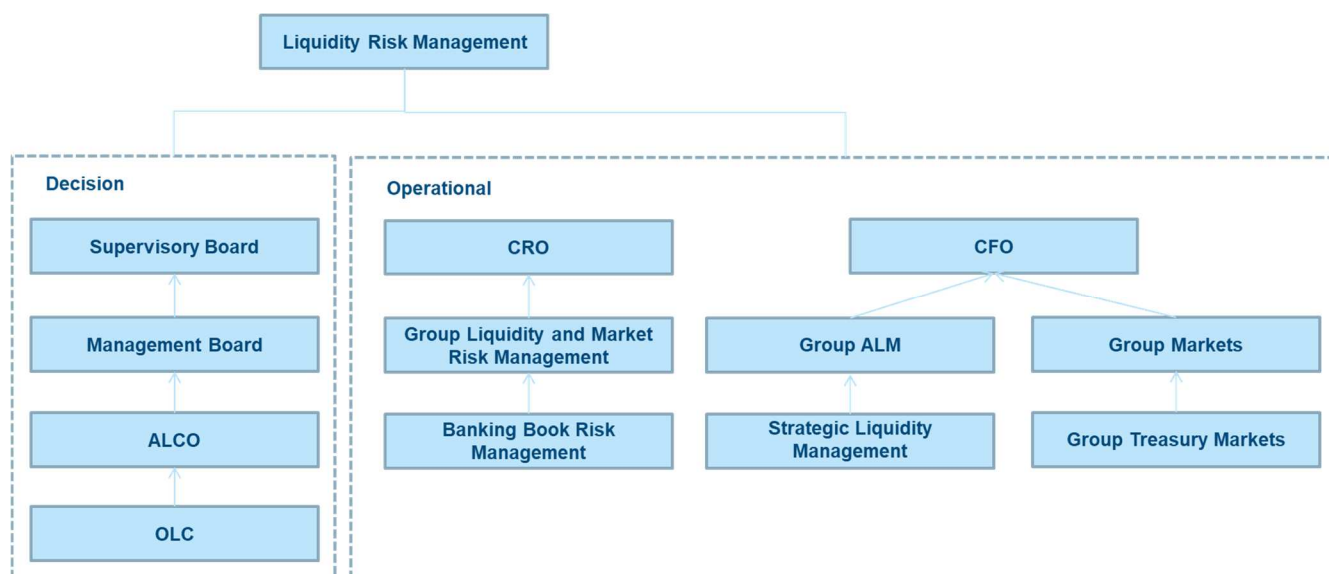 Liquidity Risk Management
Decision
Supervisory Board
Management Board
ALCO
OLC
Operational
CRO
Group Liquidity and Market
Risk Management
Banking Book Risk
Management
CFO
Group ALM
Strategic Liquidity
Management
Group Markets
Group Treasury Markets